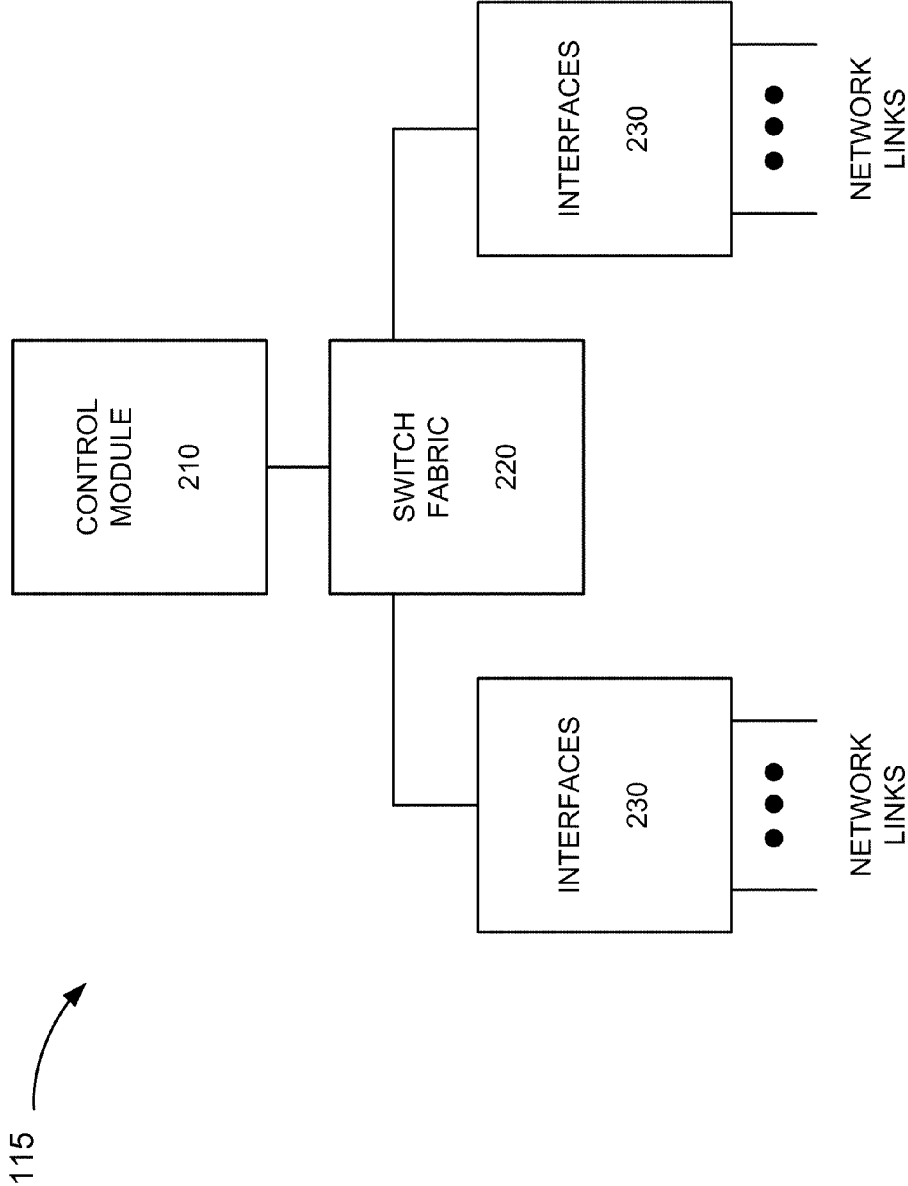 115
CONTROL
MODULE
210
SWITCH
FABRIC
220
INTERFACES
230
NETWORK
LINKS
INTERFACES
230
NETWORK
LINKS